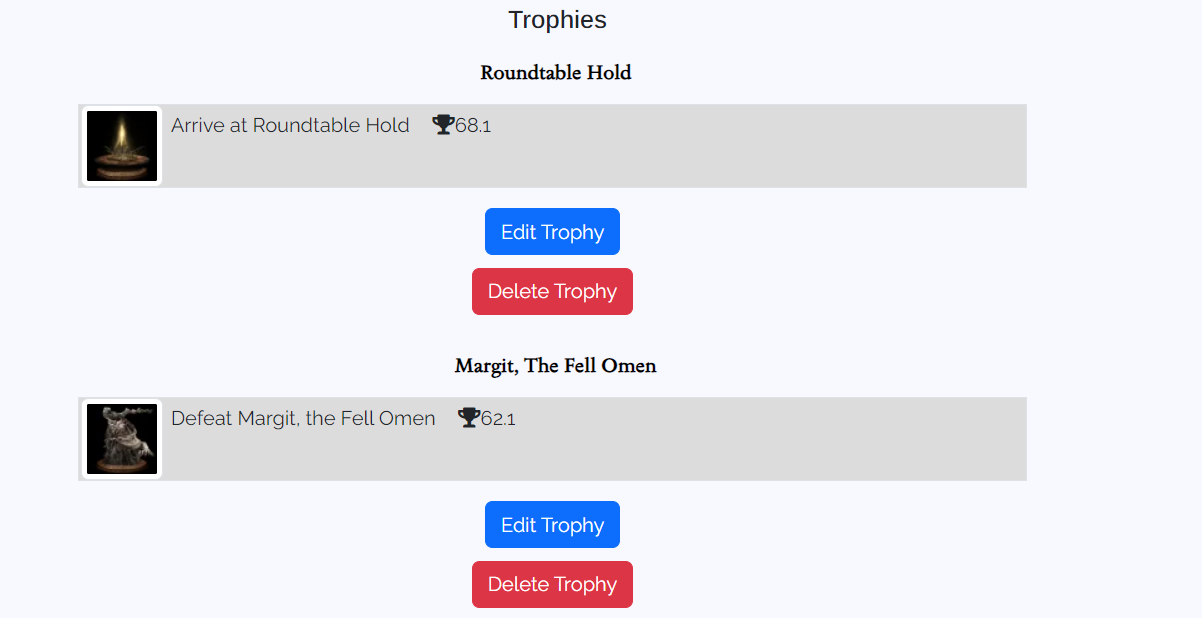 Trophies
Roundtable Hold
Arrive at Roundtable Hold 68.1
Edit Trophy
Delete Trophy
Margit, The Fell Omen
Defeat Margit, the Fell Omen 62.1
Edit Trophy
Delete Trophy